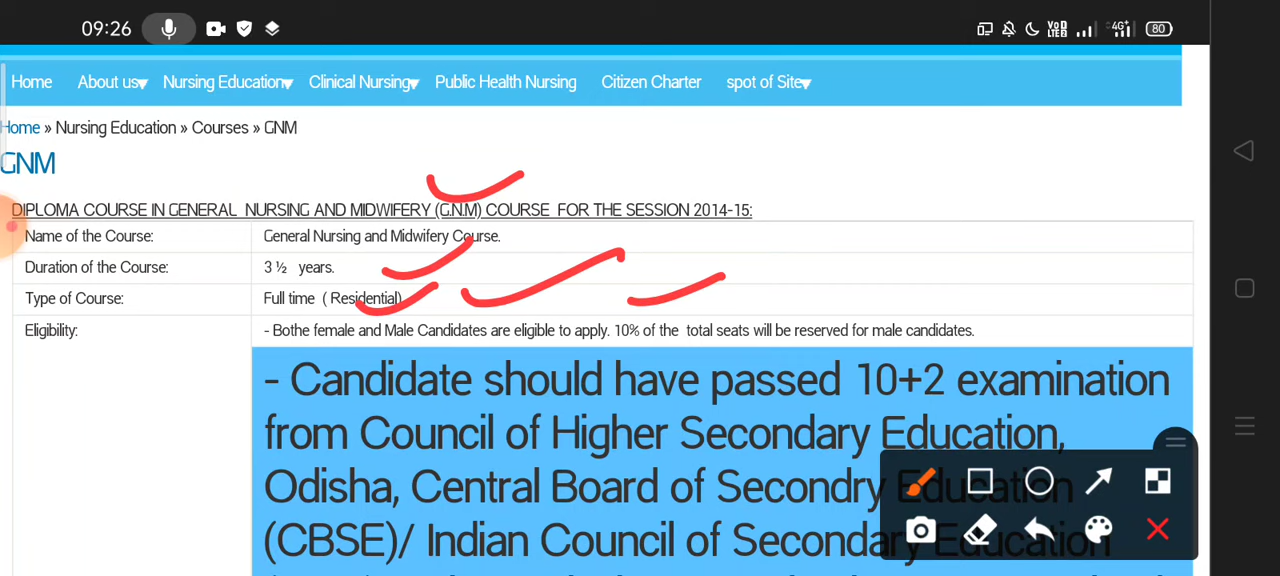 09:26 VoD LTE2 4G+ 80
Home About us Nursing Education Clinical Nursing Public Health Nursing Citizen Charter spot of Site
Home » Nursing Education » Courses » GNM
GNM
DIPLOMA COURSE IN GENERAL NURSING AND MIDWIFERY (G.N.M) COURSE FOR THE SESSION 2014-15:
Name of the Course: General Nursing and Midwifery Course.
Duration of the Course: 3 ½ years.
Type of Course: Full time ( Residential)
Eligibility: - Bothe female and Male Candidates are eligible to apply. 10% of the total seats will be reserved for male candidates.
- Candidate should have passed 10+2 examination
from Council of Higher Secondary Education,
Odisha, Central Board of Secondry Education
(CBSE)/ Indian Council of Secondary Education